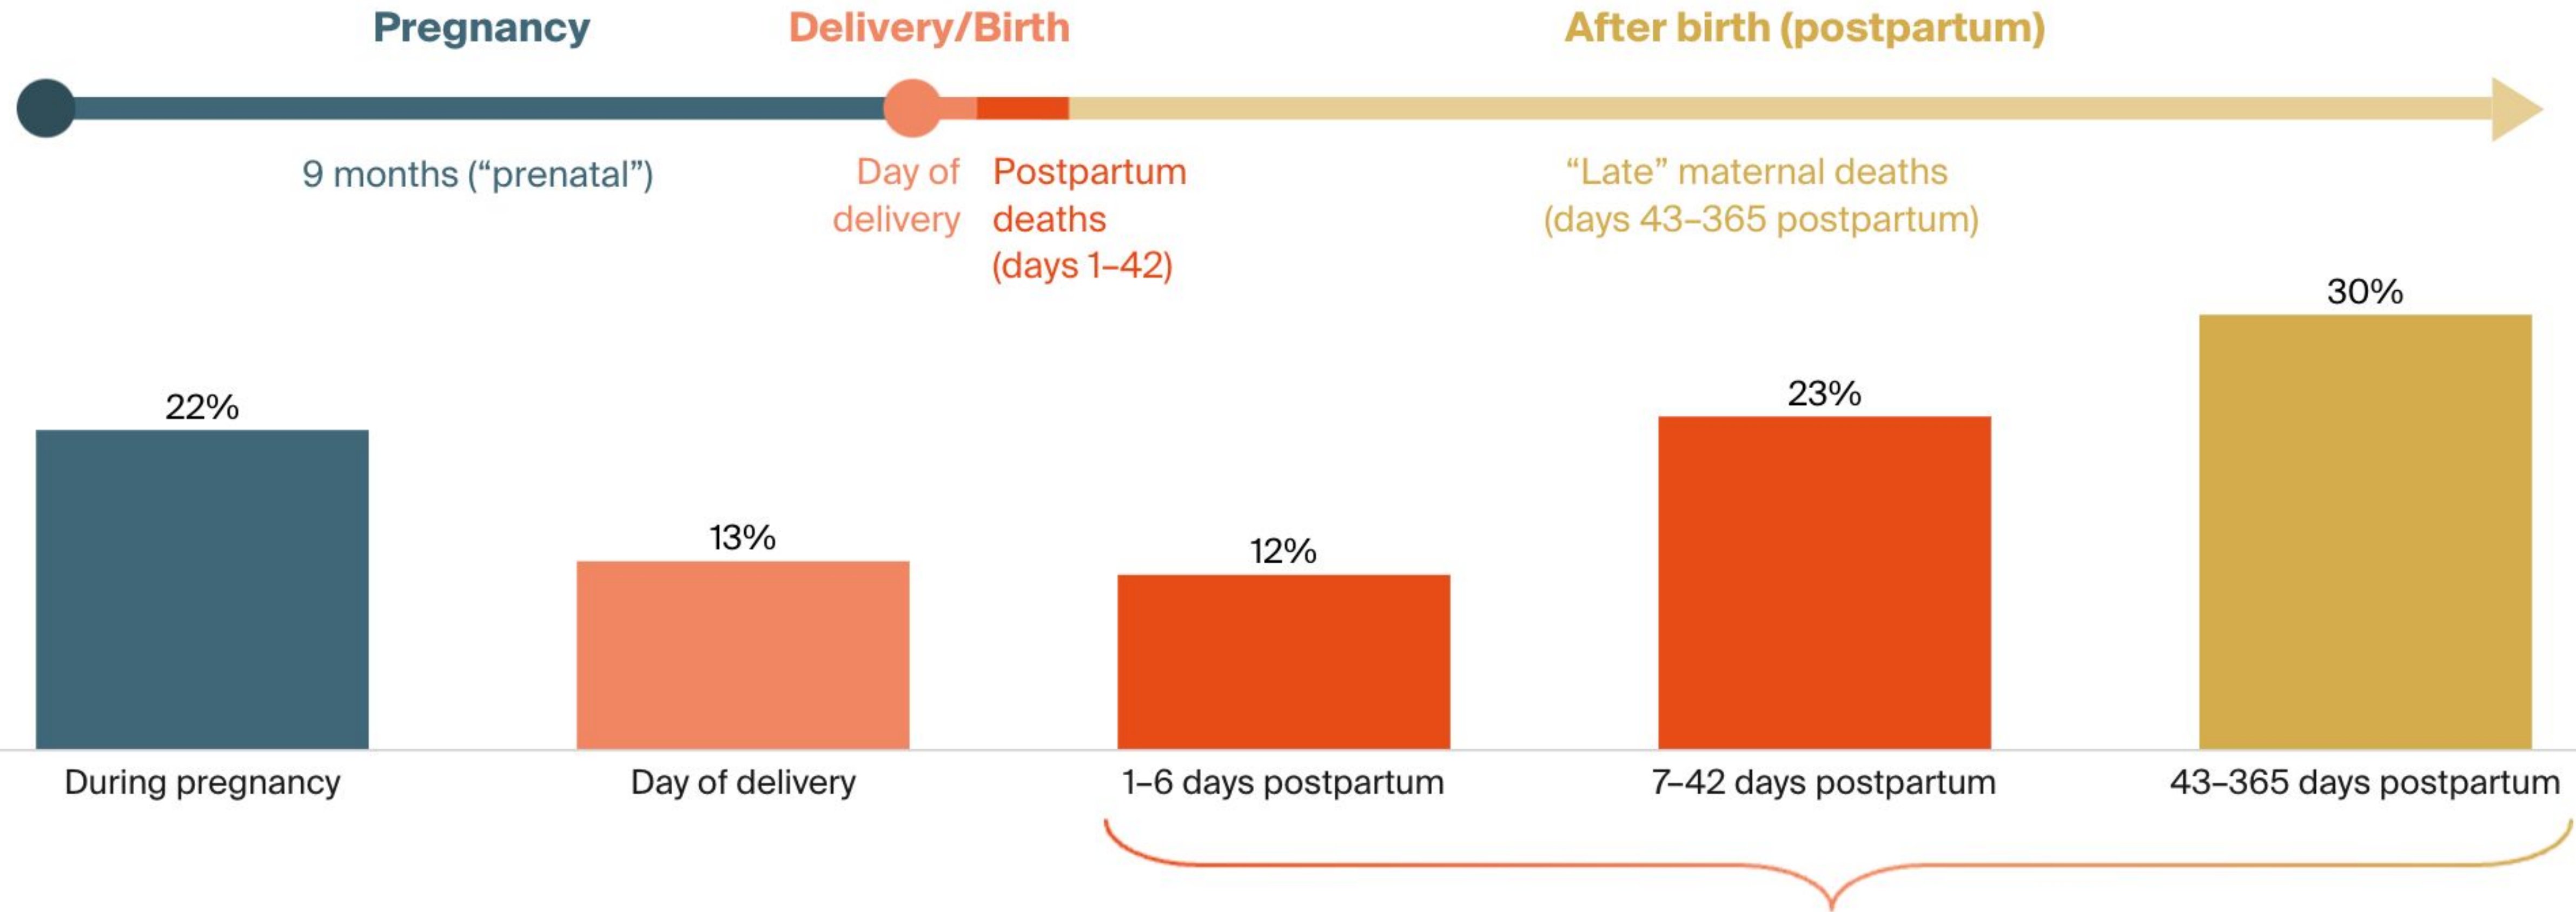 Pregnancy
Delivery/Birth
After birth (postpartum)
9 months (“prenatal”)
Day of
delivery
Postpartum
deaths
(days 1–42)
“Late” maternal deaths
(days 43–365 postpartum)
22%
13%
12%
23%
30%
During pregnancy
Day of delivery
1–6 days postpartum
7–42 days postpartum
43–365 days postpartum